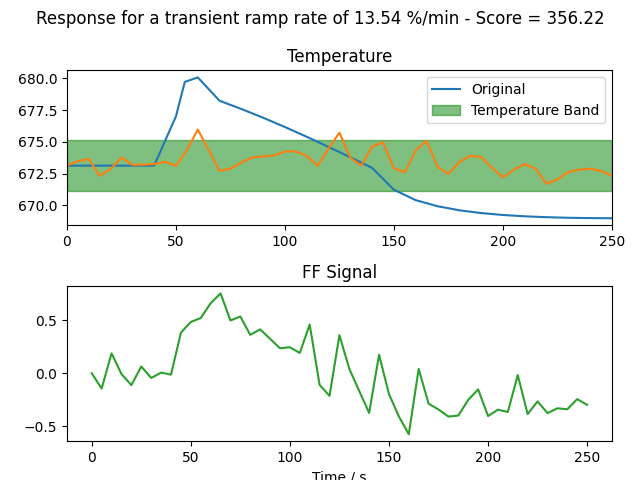 Response for a transient ramp rate of 13.54 %/min - Score = 356.22
Temperature
680.0
677.5
675.0
672.5
670.0
Original
Temperature Band
0 50 100 150 200 250
FF Signal
0.5
0.0
−0.5
0 50 100 150 200 250
Time / s